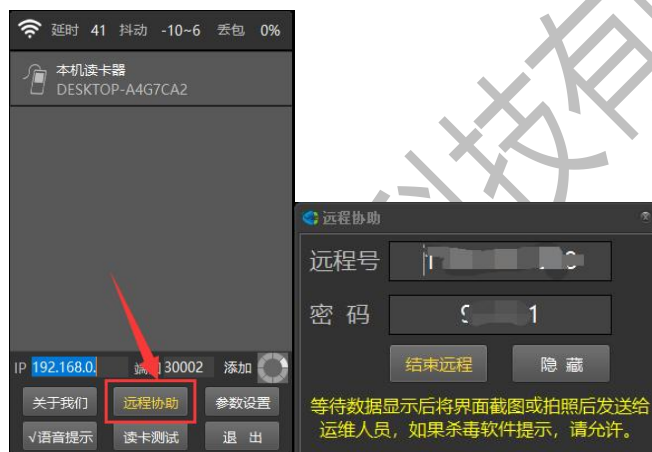 延时 41 抖动 -10~6 丢包 0%
本机读卡器
DESKTOP-A4G7CA2
IP 192.168.0. 30002 添加
关于我们 远程协助 参数设置
√语音提示 读卡测试 退 出
科技有
远程协助
远程号
密 码 1
结束远程 隐 藏
等待数据显示后将界面截图或拍照后发送给
运维人员，如果杀毒软件提示，请允许。